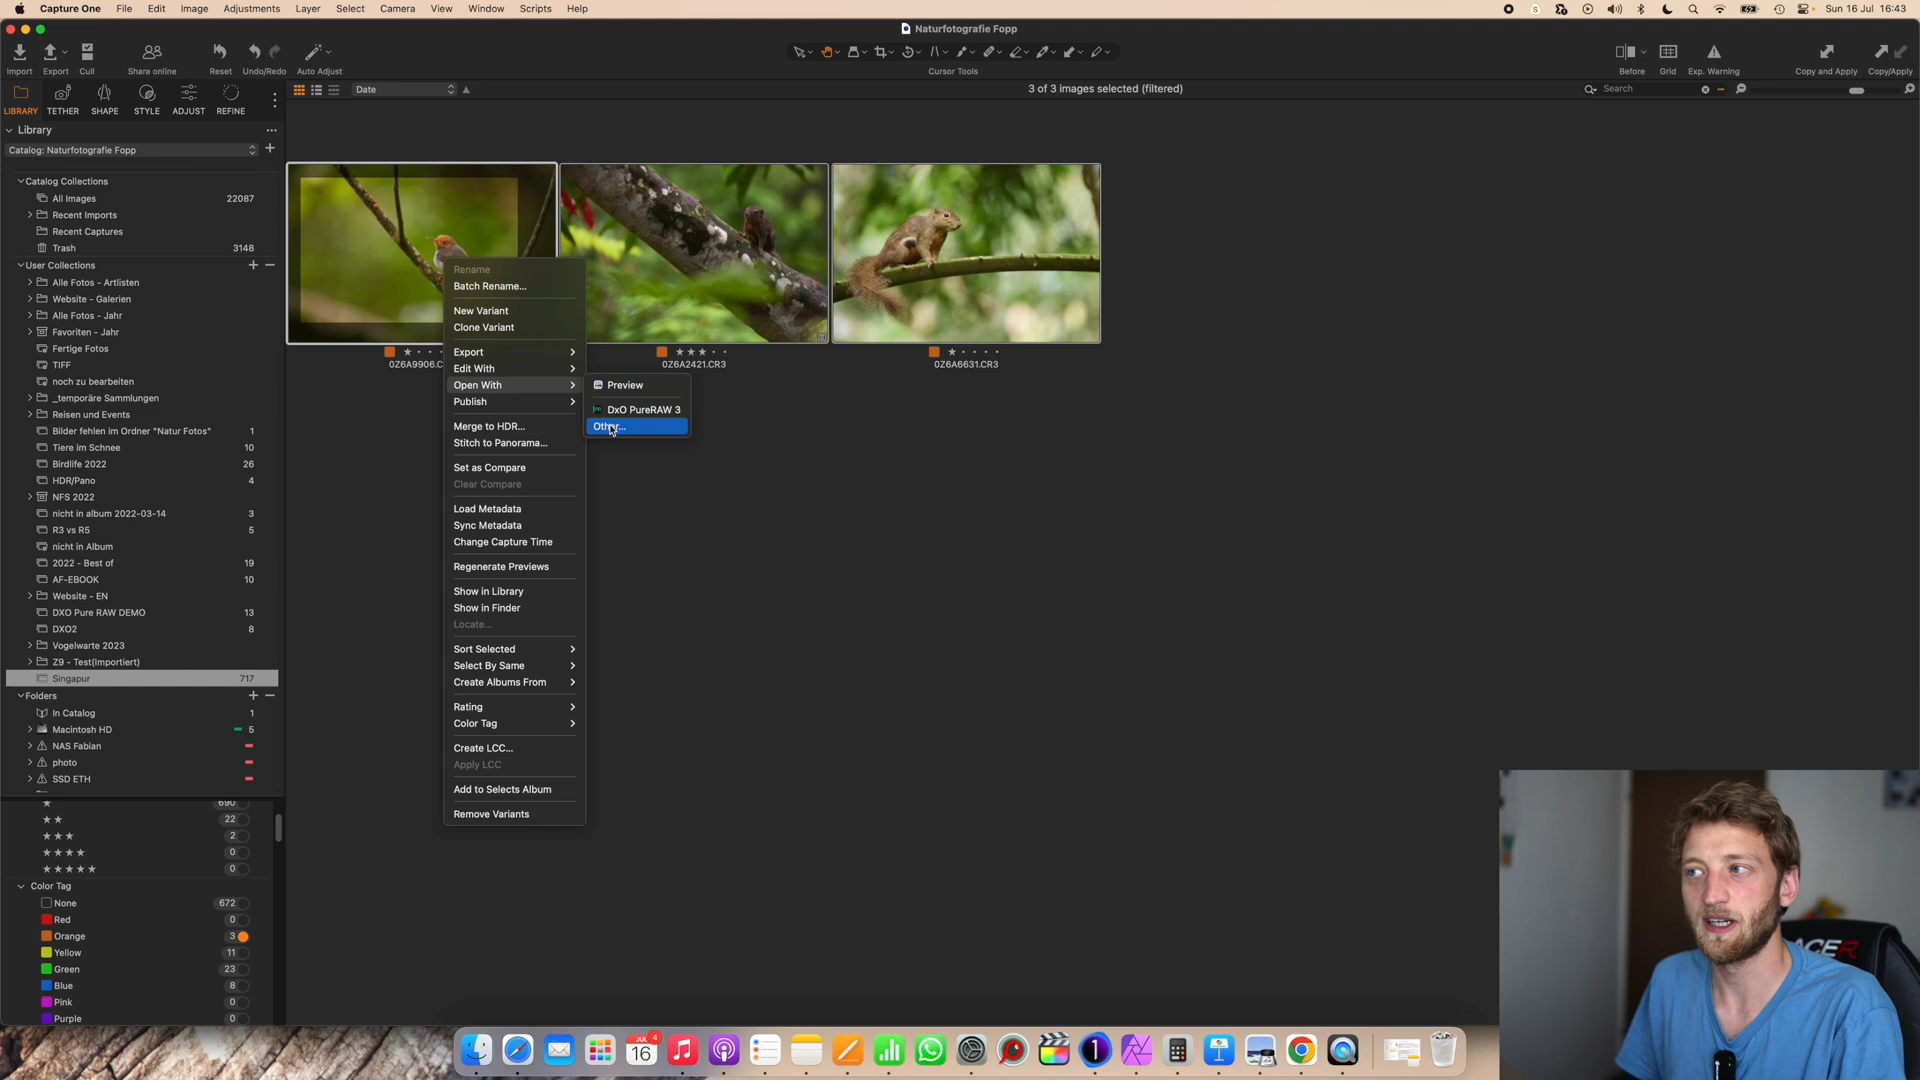 Capture One File Edit Image Adjustments Layer Select Camera View Window Scripts Help Sun 16 Jul 16:43
Naturfotografie Fopp
Import Export Cull Share online Reset Undo/Redo Auto Adjust Cursor Tools Before Grid Exp. Warning Copy and Apply Copy/Apply
LIBRARY TETHER SHAPE STYLE ADJUST REFINE
Date 3 of 3 images selected (filtered) Search
Library
Catalog: Naturfotografie Fopp
Catalog Collections
All Images 22087
Recent Imports
Recent Captures
Trash 3148
User Collections
Alle Fotos - Artlisten
Website - Galerien
Alle Fotos - Jahr
Favoriten - Jahr
Fertige Fotos
TIFF
noch zu bearbeiten
_temporäre Sammlungen
Reisen und Events
Bilder fehlen im Ordner "Natur Fotos" 1
Tiere im Schnee 10
Birdlife 2022 26
HDR/Pano 4
NFS 2022
nicht in album 2022-03-14 3
R3 vs R5 5
nicht in Album
2022 - Best of 19
AF-EBOOK 10
Website - EN
DXO Pure RAW DEMO 13
DXO2 8
Vogelwarte 2023
Z9 - Test(Importiert)
Singapur 717
Folders
In Catalog 1
Macintosh HD 5
NAS Fabian
photo
SSD ETH
690
22
2
0
0
Color Tag
None 672
Red 0
Orange 3
Yellow 11
Green 23
Blue 8
Pink 0
Purple 0
0Z6A9906.C
0Z6A2421.CR3
0Z6A6631.CR3
Rename
Batch Rename...
New Variant
Clone Variant
Export
Edit With
Open With
Publish
Merge to HDR...
Stitch to Panorama...
Set as Compare
Clear Compare
Load Metadata
Sync Metadata
Change Capture Time
Regenerate Previews
Show in Library
Show in Finder
Locate...
Sort Selected
Select By Same
Create Albums From
Rating
Color Tag
Create LCC...
Apply LCC
Add to Selects Album
Remove Variants
Preview
DxO PureRAW 3
Other...
JUL 4
16
1
ACER